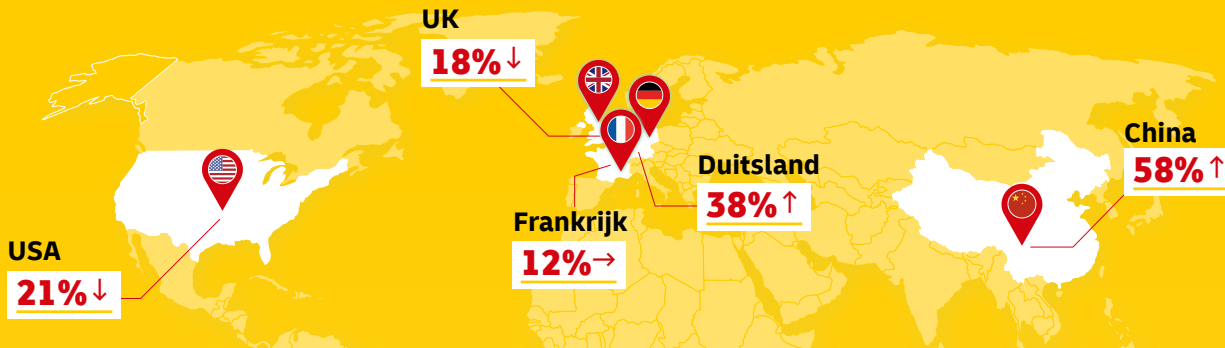 UK
18%↓
Duitsland
38%↑
China
58%↑
Frankrijk
12%→
USA
21%↓